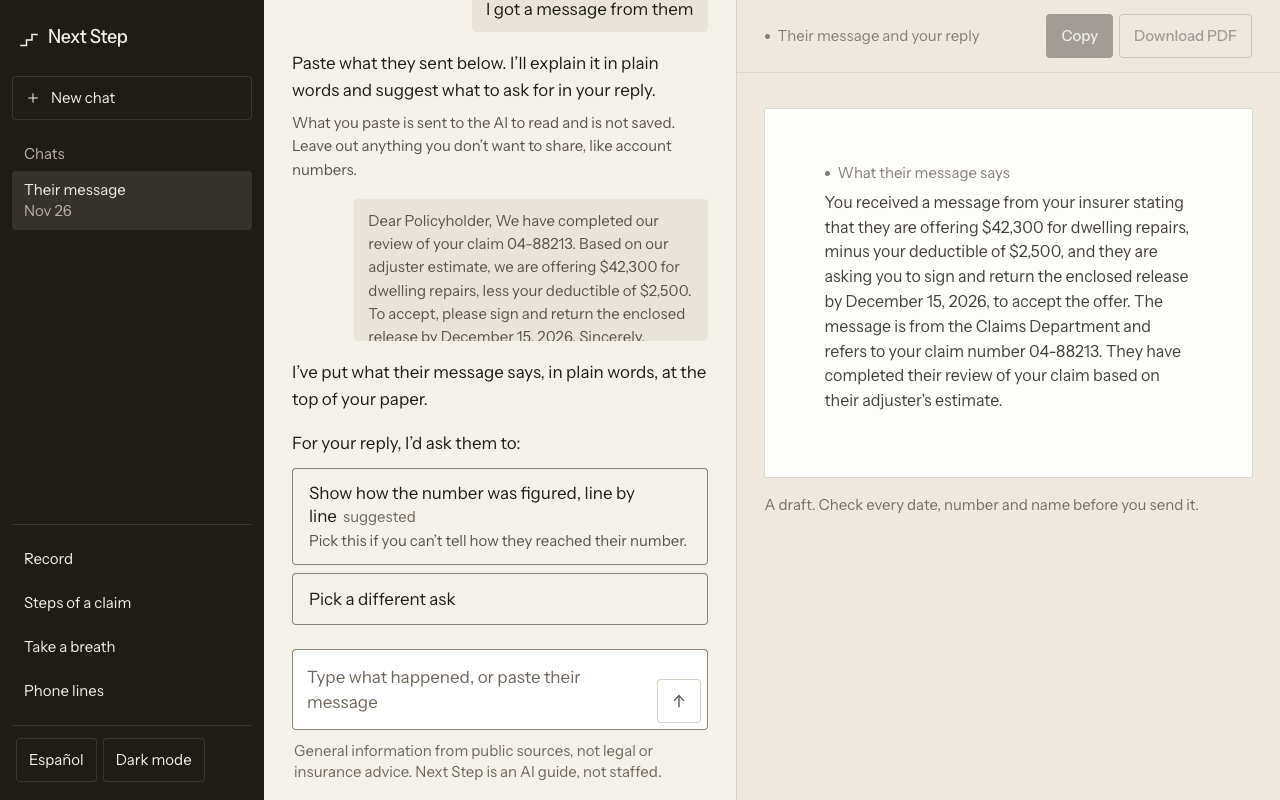 Next Step
+ New chat
Chats
Their message
Nov 26
Record
Steps of a claim
Take a breath
Phone lines
Español
Dark mode
I got a message from them
Paste what they sent below. I’ll explain it in plain
words and suggest what to ask for in your reply.
What you paste is sent to the AI to read and is not saved.
Leave out anything you don’t want to share, like account
numbers.
Dear Policyholder, We have completed our
review of your claim 04-88213. Based on our
adjuster estimate, we are offering $42,300 for
dwelling repairs, less your deductible of $2,500.
To accept, please sign and return the enclosed
release by December 15, 2026. Sincerely,
I’ve put what their message says, in plain words, at the
top of your paper.
For your reply, I’d ask them to:
Show how the number was figured, line by
line suggested
Pick this if you can’t tell how they reached their number.
Pick a different ask
Type what happened, or paste their
message
General information from public sources, not legal or
insurance advice. Next Step is an AI guide, not staffed.
• Their message and your reply
Copy
Download PDF
• What their message says
You received a message from your insurer stating
that they are offering $42,300 for dwelling repairs,
minus your deductible of $2,500, and they are
asking you to sign and return the enclosed release
by December 15, 2026, to accept the offer. The
message is from the Claims Department and
refers to your claim number 04-88213. They have
completed their review of your claim based on
their adjuster's estimate.
A draft. Check every date, number and name before you send it.